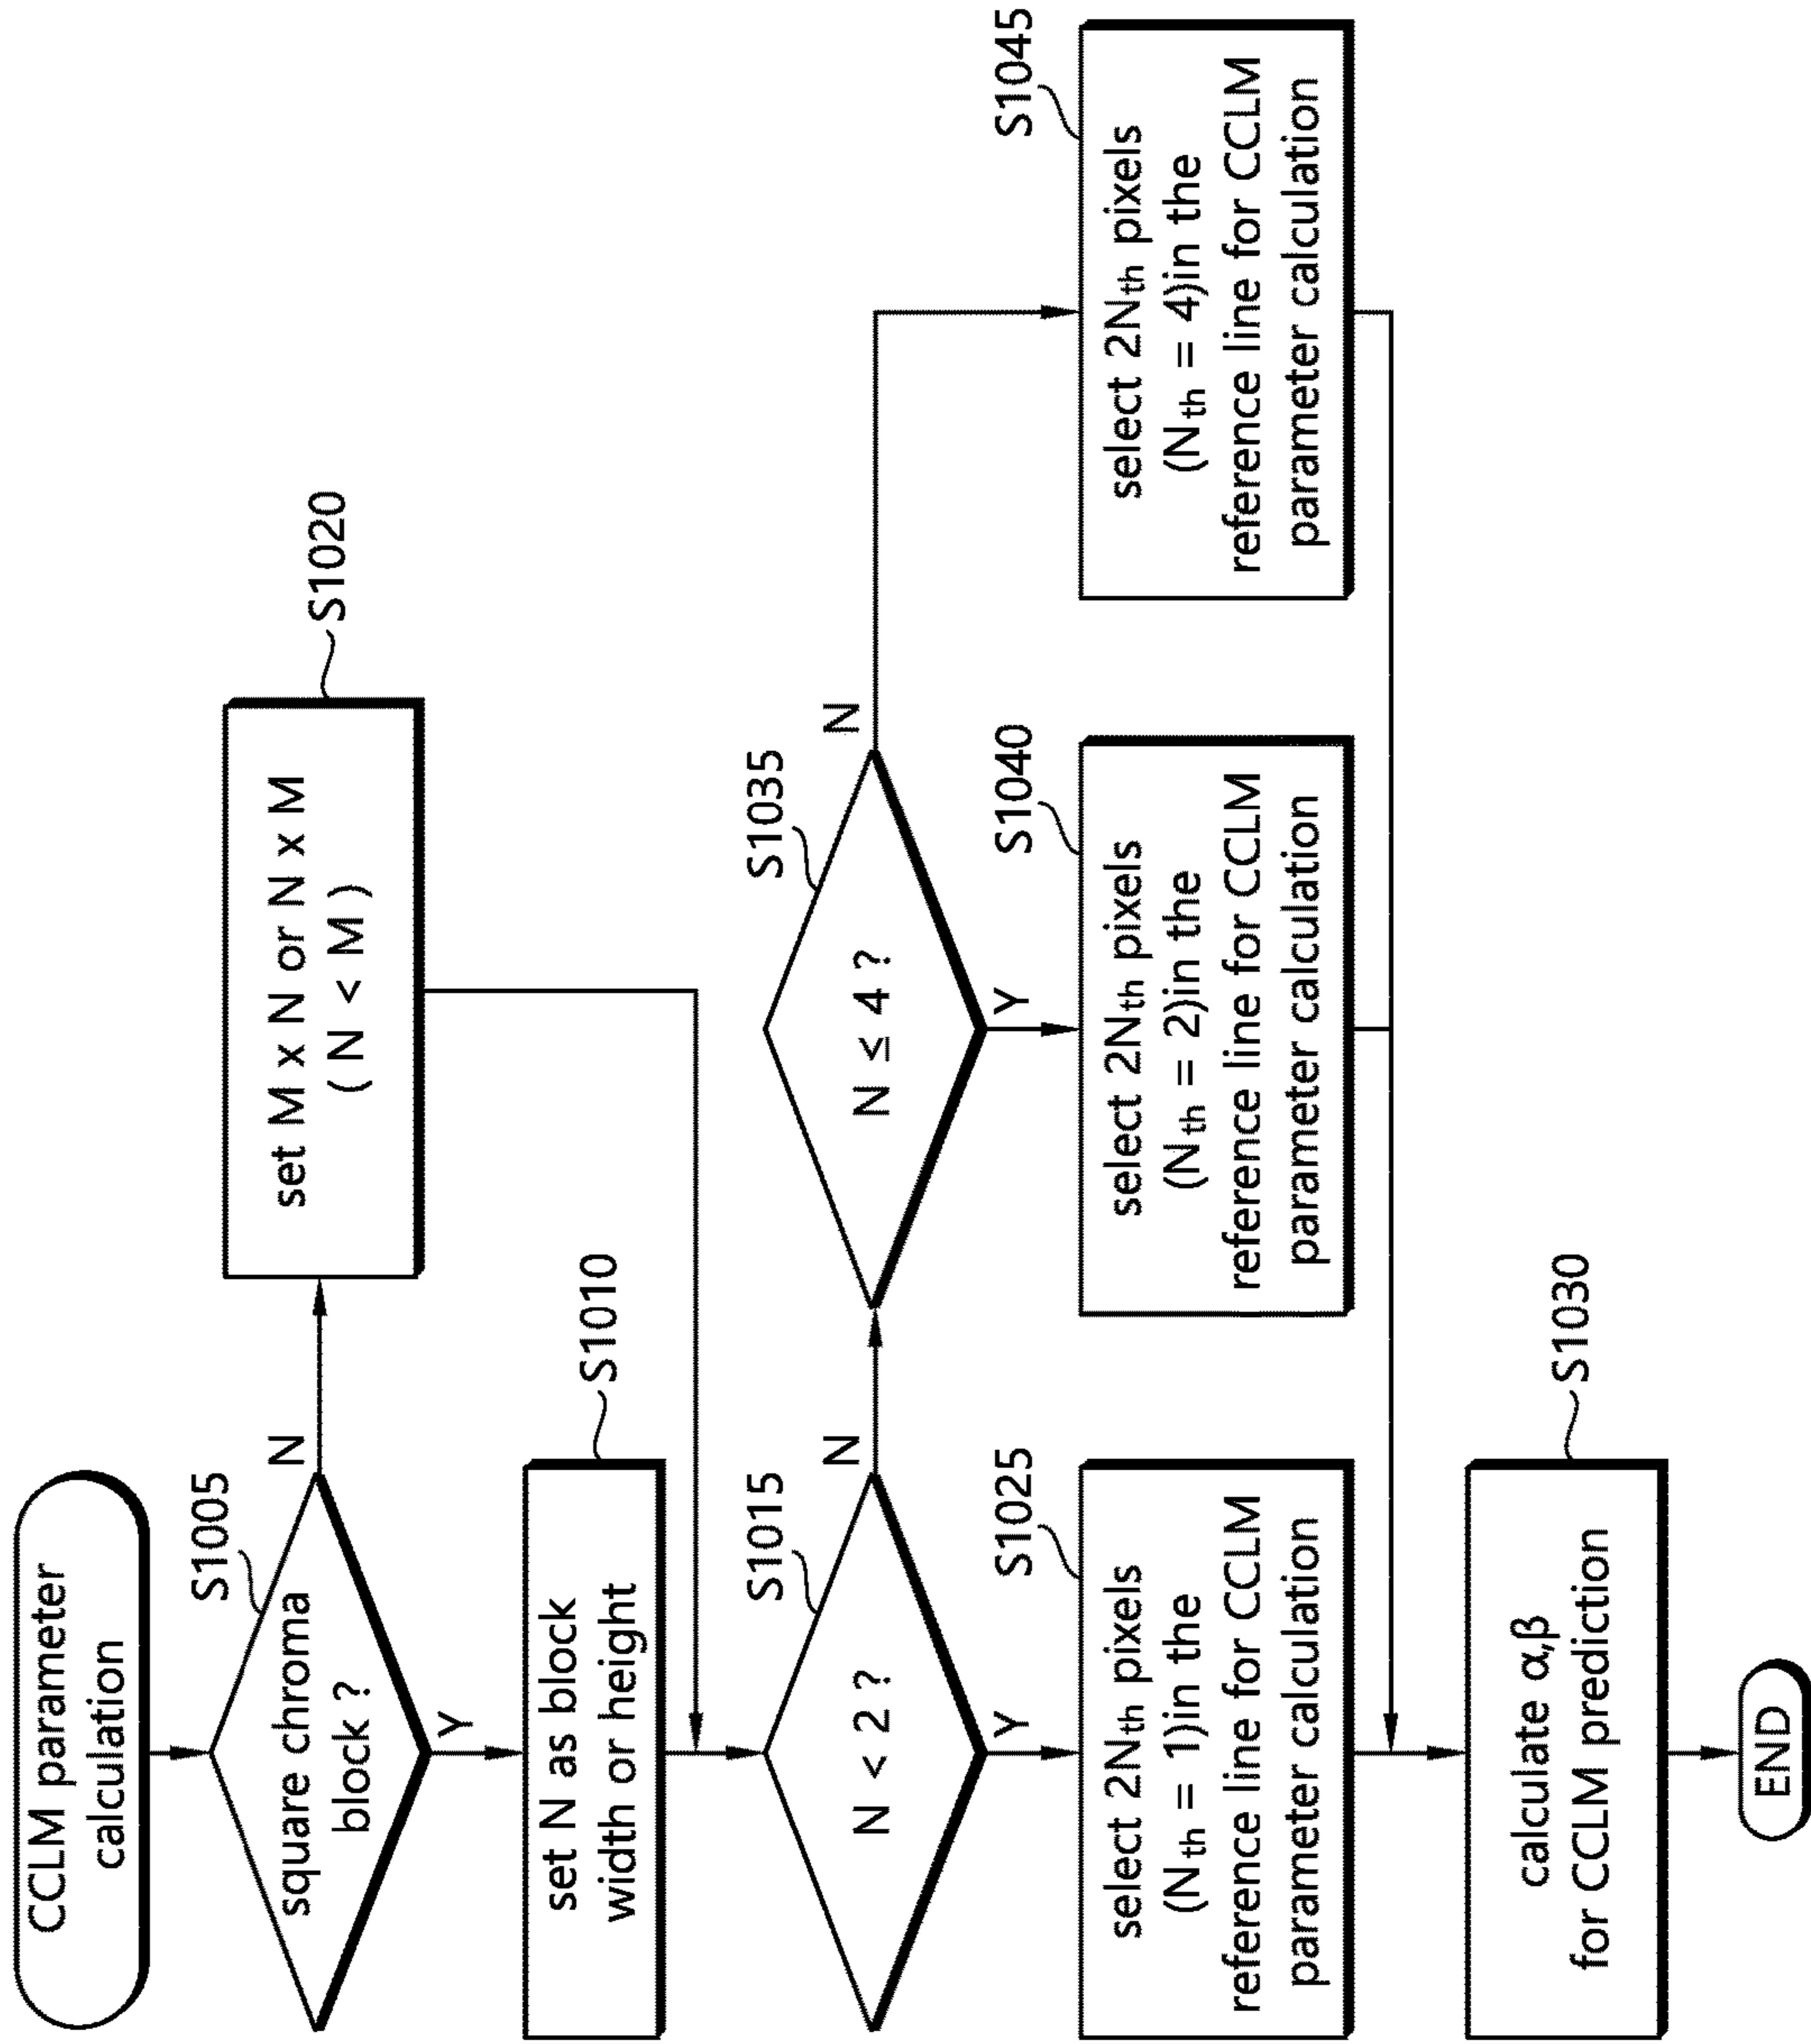 CCLM parameter
calculation
S1005
square chroma
block ?
N
Y
S1020
set M x N or N x M
( N < M )
S1010
set N as block
width or height
S1015
N < 2 ?
N
Y
S1035
N ≤ 4 ?
N
Y
S1025
select 2Nth pixels
(Nth = 1)in the
reference line for CCLM
parameter calculation
S1040
select 2Nth pixels
(Nth = 2)in the
reference line for CCLM
parameter calculation
S1045
select 2Nth pixels
(Nth = 4)in the
reference line for CCLM
parameter calculation
S1030
calculate α,β
for CCLM prediction
END